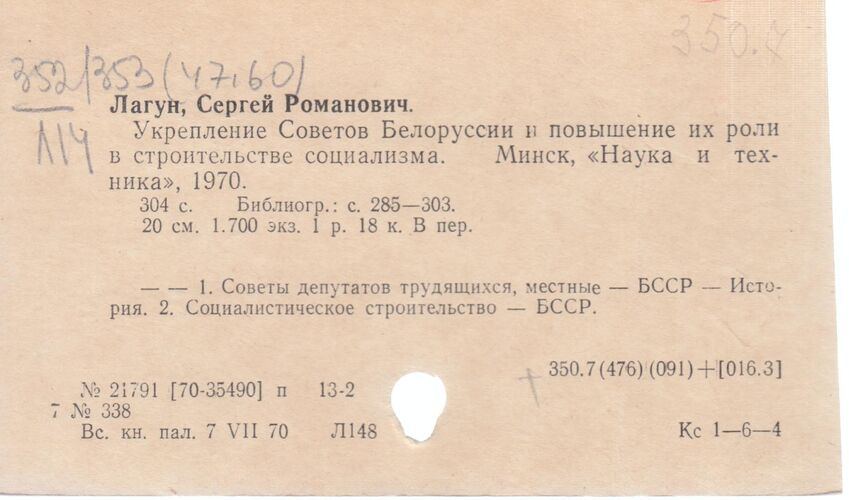 350.7
352/353 (47.60)
Л14
Лагун, Сергей Романович.
Укрепление Советов Белоруссии и повышение их роли
в строительстве социализма. Минск, «Наука и тех-
ника», 1970.
304 с. Библиогр.: с. 285—303.
20 см. 1.700 экз. 1 р. 18 к. В пер.
— — 1. Советы депутатов трудящихся, местные — БССР — Исто-
рия. 2. Социалистическое строительство — БССР.
350.7(476)(091)+[016.3]
№ 21791 [70-35490] п 13-2
7 № 338
Вс. кн. пал. 7 VII 70 Л148 Кс 1—6—4